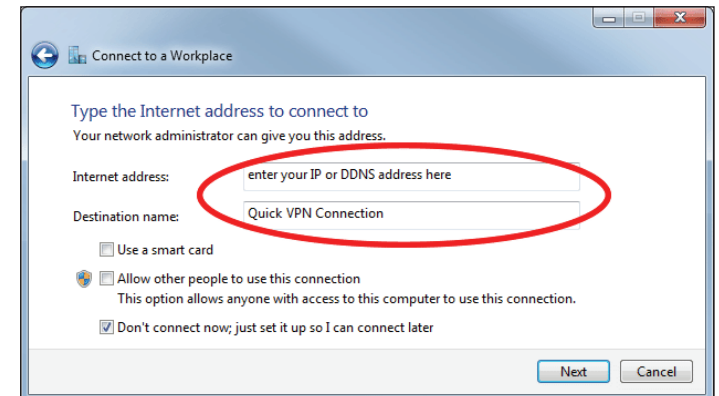 Connect to a Workplace
Type the Internet address to connect to
Your network administrator can give you this address.
Internet address: enter your IP or DDNS address here
Destination name: Quick VPN Connection
Use a smart card
Allow other people to use this connection
This option allows anyone with access to this computer to use this connection.
Don't connect now; just set it up so I can connect later
Next Cancel